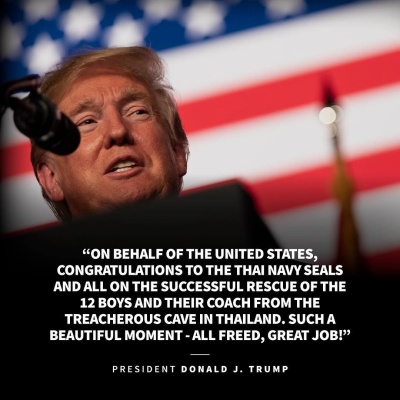 “ON BEHALF OF THE UNITED STATES,
CONGRATULATIONS TO THE THAI NAVY SEALS
AND ALL ON THE SUCCESSFUL RESCUE OF THE
12 BOYS AND THEIR COACH FROM THE
TREACHEROUS CAVE IN THAILAND. SUCH A
BEAUTIFUL MOMENT - ALL FREED, GREAT JOB!”
PRESIDENT DONALD J. TRUMP